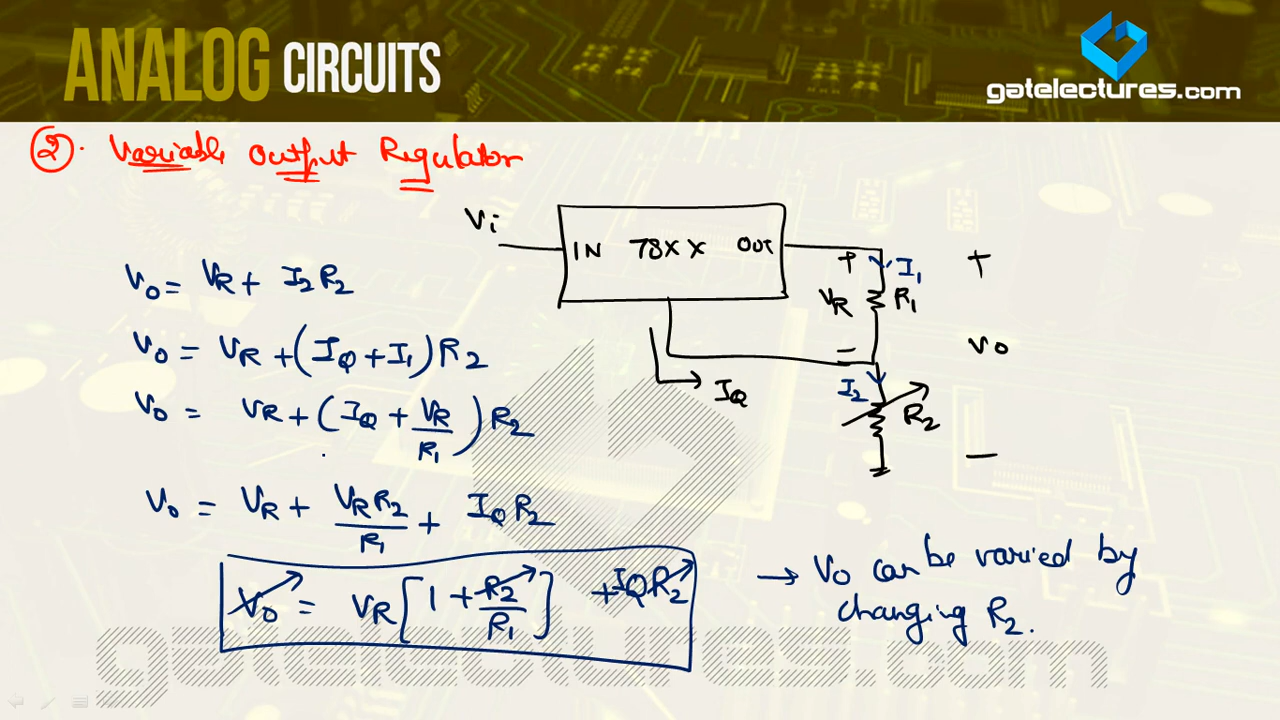 ANALOG CIRCUITS
gatelectures.com
②. Variable Output Regulator
Vi
IN 78XX OUT
+ I1 +
VR R1
Vo
−
IQ
I2
R2
−
Vo = VR + I2R2
Vo = VR + (IQ + I1) R2
Vo = VR + (IQ + VR/R1) R2
Vo = VR + VRR2/R1 + IQR2
Vo = VR [1 + R2/R1] + IQR2
→ Vo can be varied by
changing R2.
gatelectures.com